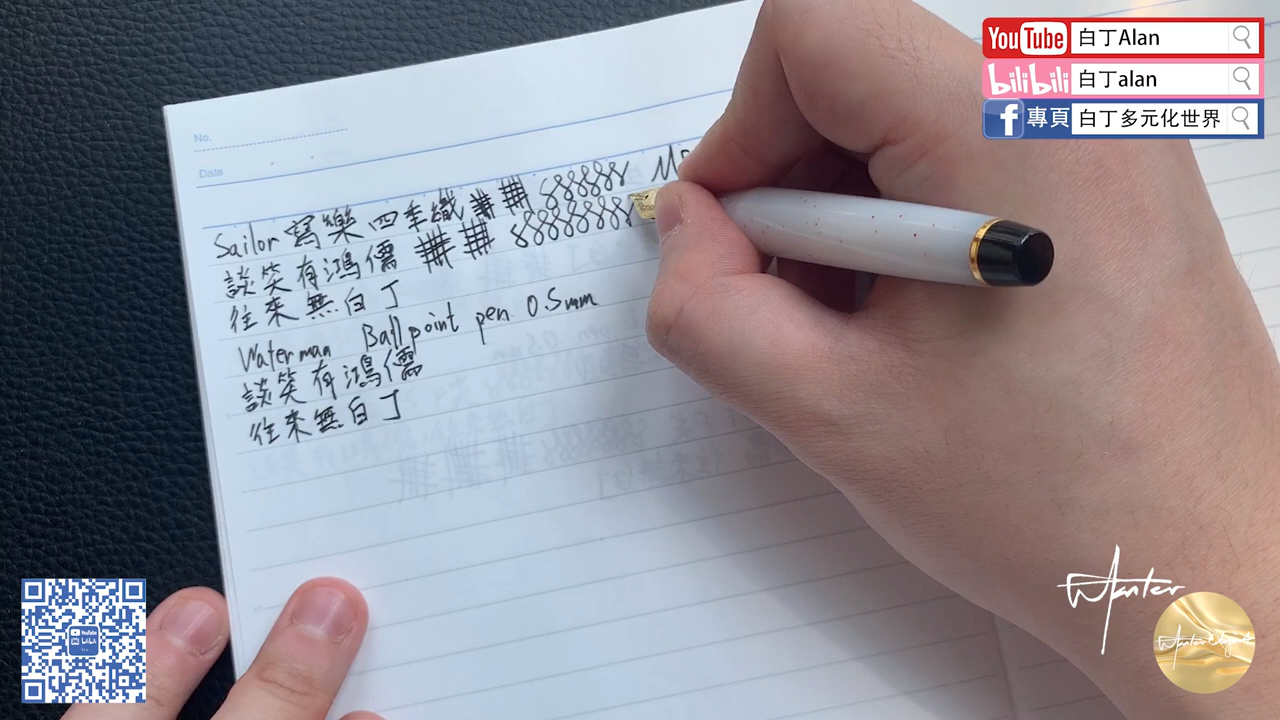 YouTube 白丁Alan
bilibili 白丁alan
f 專頁 白丁多元化世界
No.
Date
Sailor 寫樂 四季織
談笑有鴻儒
往來無白丁
Waterman Ballpoint pen 0.5mm
談笑有鴻儒
往來無白丁